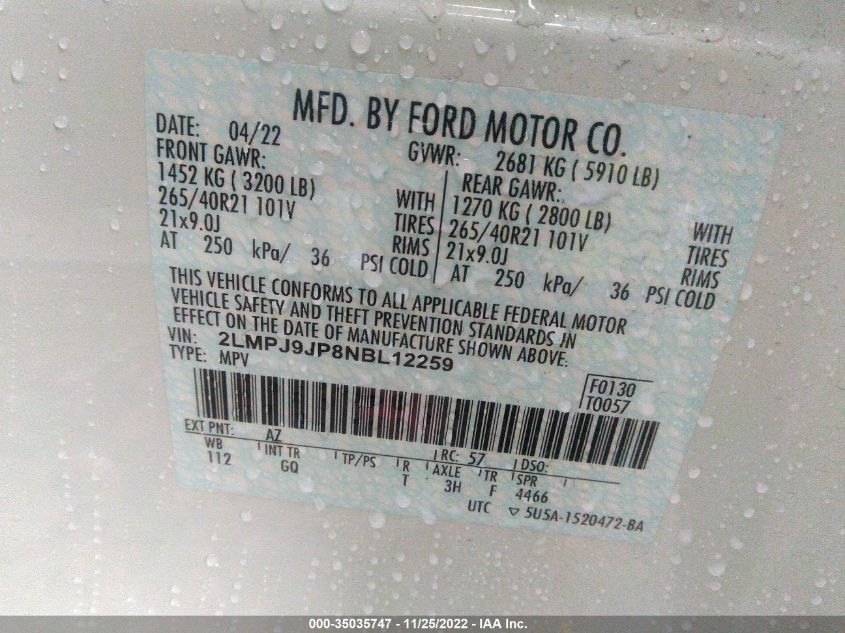 MFD. BY FORD MOTOR CO.
DATE: 04/22 GVWR: 2681 KG ( 5910 LB)
FRONT GAWR: REAR GAWR:
1452 KG ( 3200 LB) WITH 1270 KG ( 2800 LB) WITH
265/40R21 101V TIRES 265/40R21 101V TIRES
21x9.0J RIMS 21x9.0J RIMS
AT 250 kPa/ 36 PSI COLD AT 250 kPa/ 36 PSI COLD
THIS VEHICLE CONFORMS TO ALL APPLICABLE FEDERAL MOTOR
VEHICLE SAFETY AND THEFT PREVENTION STANDARDS IN
EFFECT ON THE DATE OF MANUFACTURE SHOWN ABOVE.
VIN: 2LMPJ9JP8NBL12259
TYPE: MPV
F0130
T0057
EXT PNT: AZ RC: 57 DSO:
WB INT TR TP/PS R AXLE TR SPR
112 GQ T 3H F 4466
UTC ▽ 5U5A-1520472-BA
000-35035747 - 11/25/2022 - IAA Inc.